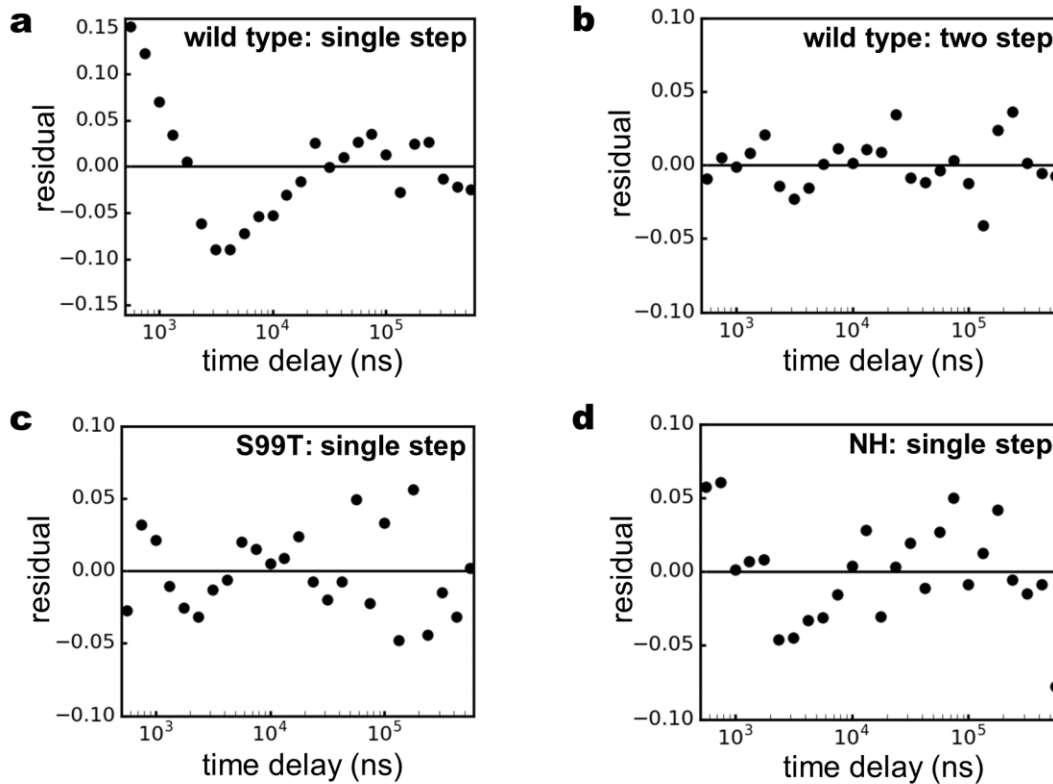 a
wild type: single step
0.15
0.10
0.05
0.00
−0.05
−0.10
−0.15
residual
10³
10⁴
10⁵
time delay (ns)
b
wild type: two step
0.10
0.05
0.00
−0.05
−0.10
residual
10³
10⁴
10⁵
time delay (ns)
c
S99T: single step
0.10
0.05
0.00
−0.05
−0.10
residual
10³
10⁴
10⁵
time delay (ns)
d
NH: single step
0.10
0.05
0.00
−0.05
−0.10
residual
10³
10⁴
10⁵
time delay (ns)